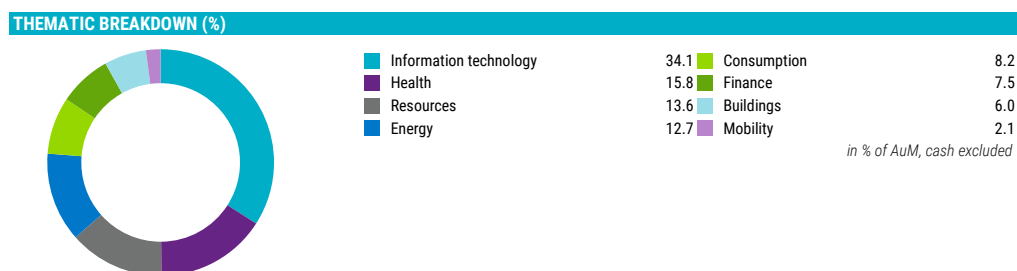 THEMATIC BREAKDOWN (%)
Information technology 34.1 Consumption 8.2
Health 15.8 Finance 7.5
Resources 13.6 Buildings 6.0
Energy 12.7 Mobility 2.1
in % of AuM, cash excluded